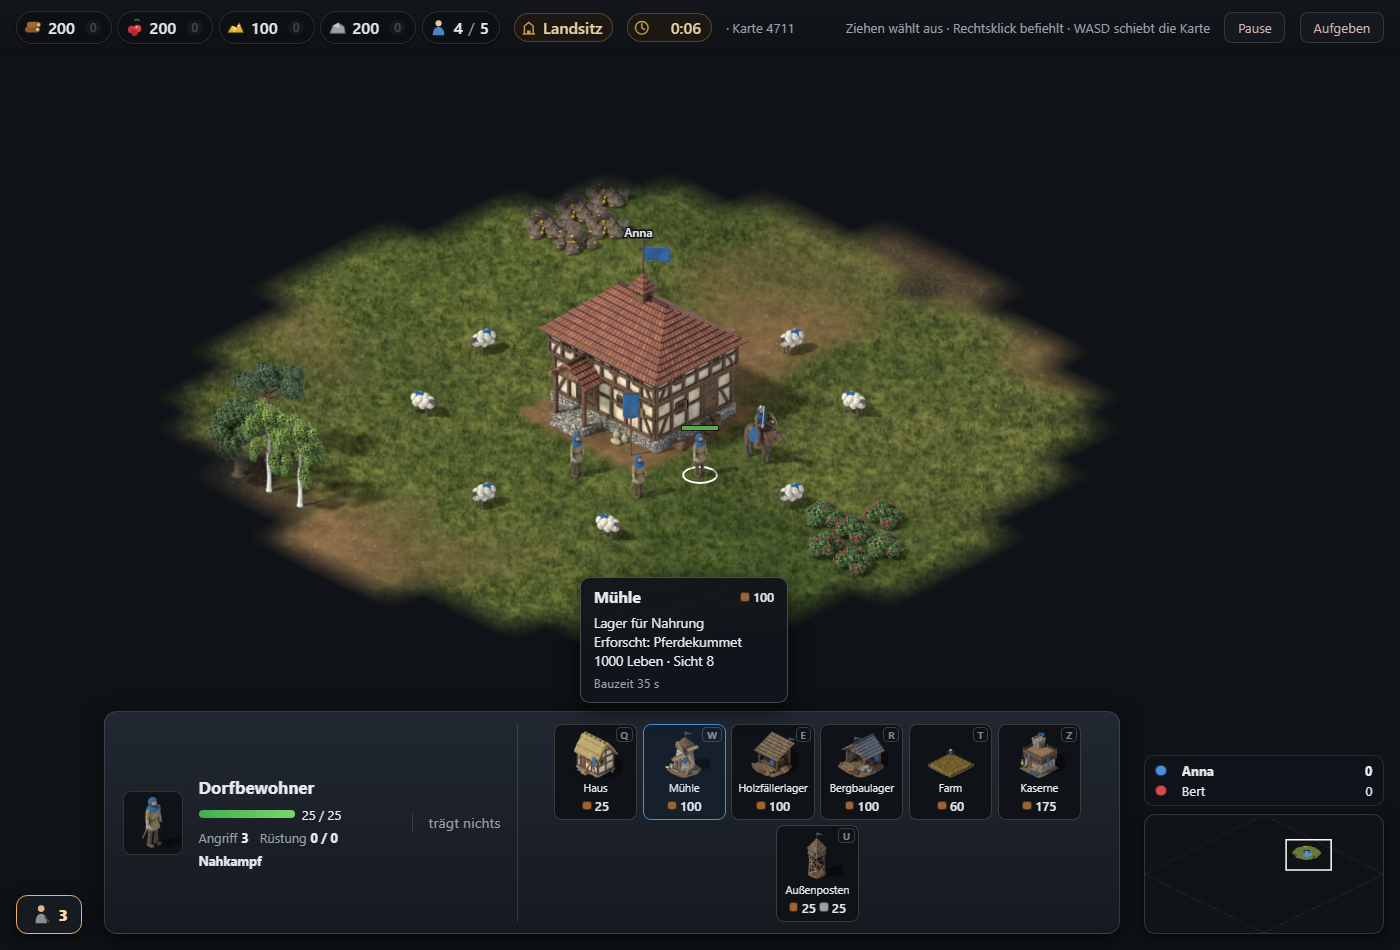 200 0 200 0 100 0 200 0 4 / 5 Landsitz 0:06 · Karte 4711 Ziehen wählt aus · Rechtsklick befiehlt · WASD schiebt die Karte Pause Aufgeben
Anna
Mühle 100
Lager für Nahrung
Erforscht: Pferdekummet
1000 Leben · Sicht 8
Bauzeit 35 s
Dorfbewohner
25 / 25
Angriff 3 Rüstung 0 / 0
Nahkampf
trägt nichts
Q W E R T Z
Haus Mühle Holzfällerlager Bergbaulager Farm Kaserne
25 100 100 100 60 175
U
Außenposten
25 25
Anna 0
Bert 0
3